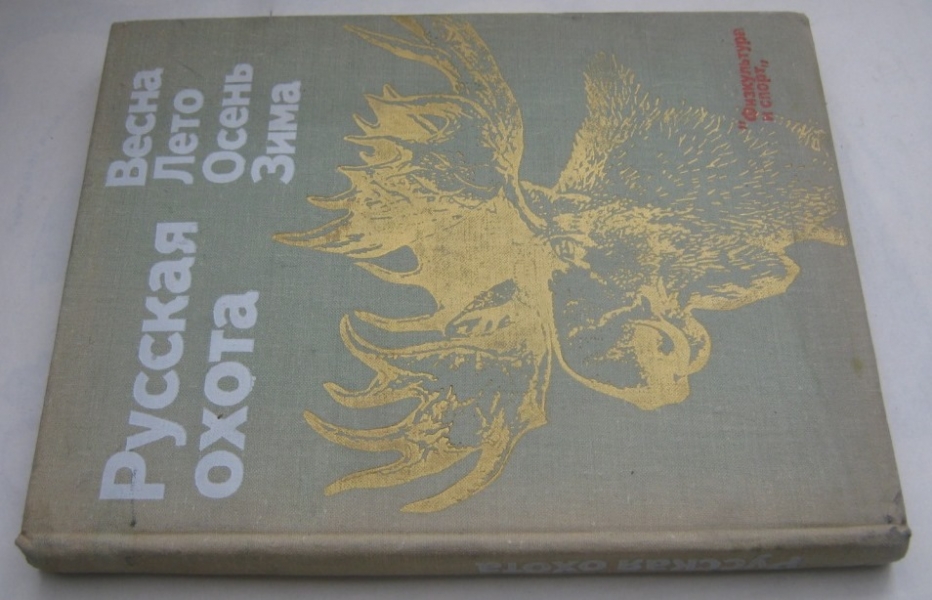 Русская
охота
Весна
Лето
Осень
Зима
"Физкультура
и спорт"
Русская охота